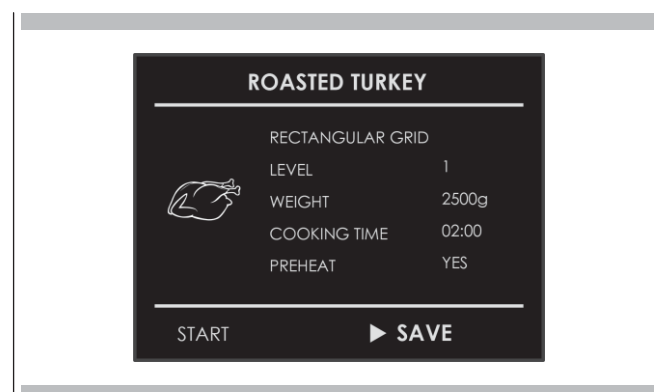 ROASTED TURKEY
RECTANGULAR GRID
LEVEL 1
WEIGHT 2500g
COOKING TIME 02:00
PREHEAT YES
START ▶ SAVE